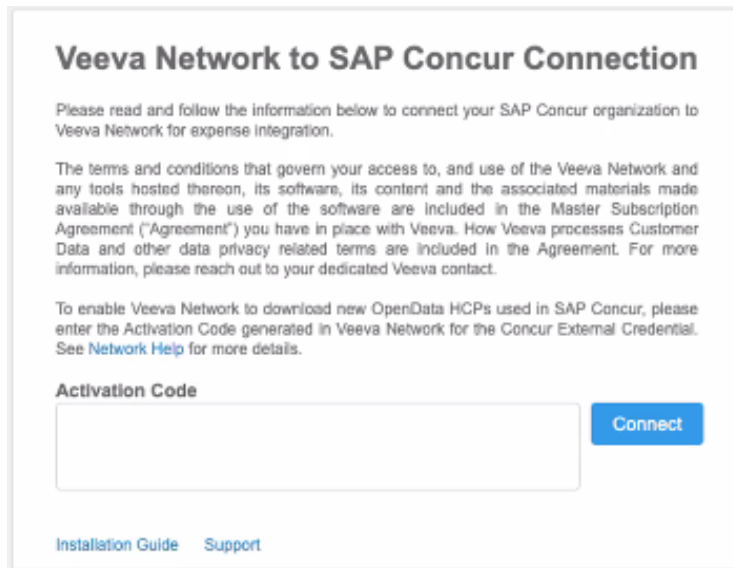 Veeva Network to SAP Concur Connection
Please read and follow the information below to connect your SAP Concur organization to
Veeva Network for expense integration.
The terms and conditions that govern your access to, and use of the Veeva Network and
any tools hosted thereon, its software, its content and the associated materials made
available through the use of the software are included in the Master Subscription
Agreement ("Agreement") you have in place with Veeva. How Veeva processes Customer
Data and other data privacy related terms are included in the Agreement. For more
information, please reach out to your dedicated Veeva contact.
To enable Veeva Network to download new OpenData HCPs used in SAP Concur, please
enter the Activation Code generated in Veeva Network for the Concur External Credential.
See Network Help for more details.
Activation Code
Connect
Installation Guide Support